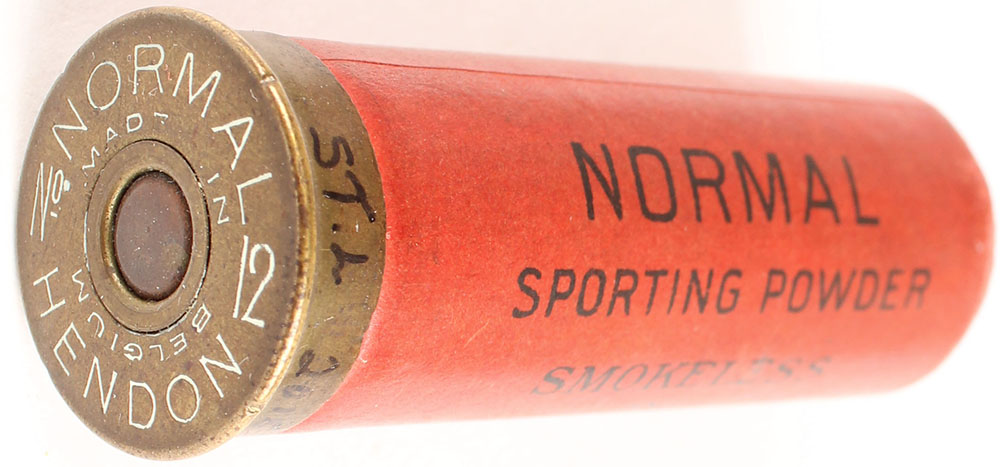 NORMAL
No. 12
HENDON
MADE IN
BELGIUM
ST.L
NORMAL
SPORTING POWDER
SMOKELESS